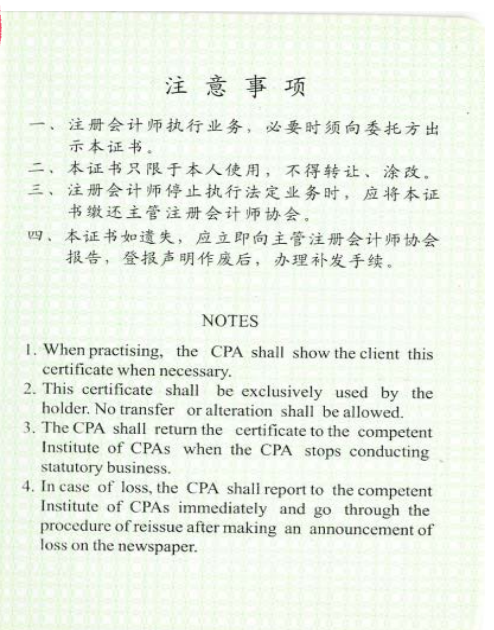 注 意 事 项
一、注册会计师执行业务，必要时须向委托方出
示本证书。
二、本证书只限于本人使用，不得转让、涂改。
三、注册会计师停止执行法定业务时，应将本证
书缴还主管注册会计师协会。
四、本证书如遗失，应立即向主管注册会计师协会
报告，登报声明作废后，办理补发手续。
NOTES
1. When practising, the CPA shall show the client this
certificate when necessary.
2. This certificate shall be exclusively used by the
holder. No transfer or alteration shall be allowed.
3. The CPA shall return the certificate to the competent
Institute of CPAs when the CPA stops conducting
statutory business.
4. In case of loss, the CPA shall report to the competent
Institute of CPAs immediately and go through the
procedure of reissue after making an announcement of
loss on the newspaper.